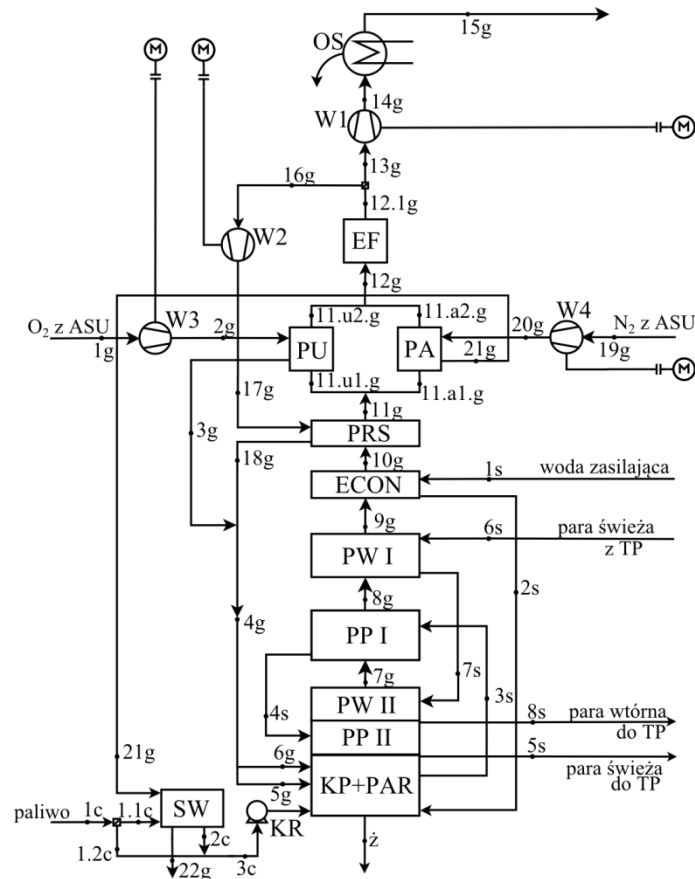 15g
M
M
OS
14g
W1
M
13g
16g
12.1g
W2
EF
12g
O₂ z ASU
W3
2g
11.u2.g
11.a2.g
20g
W4
N₂ z ASU
1g
PU
PA
21g
19g
M
17g
11.u1.g
11.a1.g
11g
3g
PRS
18g
10g
1s
woda zasilająca
ECON
9g
6s
para świeża
z TP
PW I
2s
8g
4g
PP I
7s
7g
3s
4s
PW II
8s
para wtórna
do TP
PP II
5s
para świeża
do TP
21g
6g
KP+PAR
5g
paliwo
1c
1.1c
SW
KR
2c
ż
1.2c
22g
3c